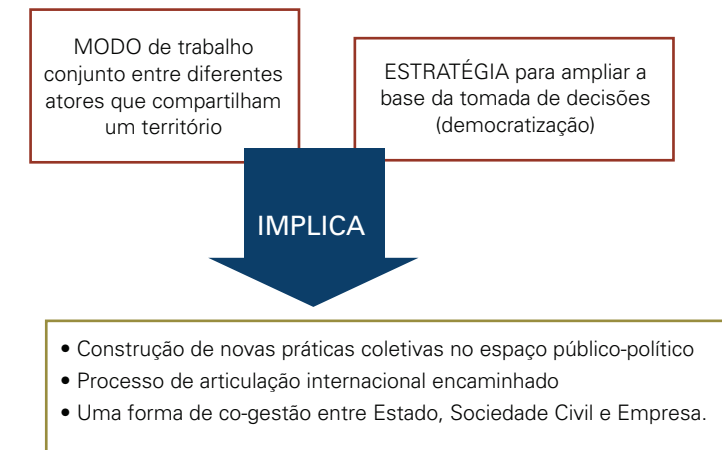 MODO de trabalho
conjunto entre diferentes
atores que compartilham
um território
ESTRATÉGIA para ampliar a
base da tomada de decisões
(democratização)
IMPLICA
• Construção de novas práticas coletivas no espaço público-político
• Processo de articulação internacional encaminhado
• Uma forma de co-gestão entre Estado, Sociedade Civil e Empresa.